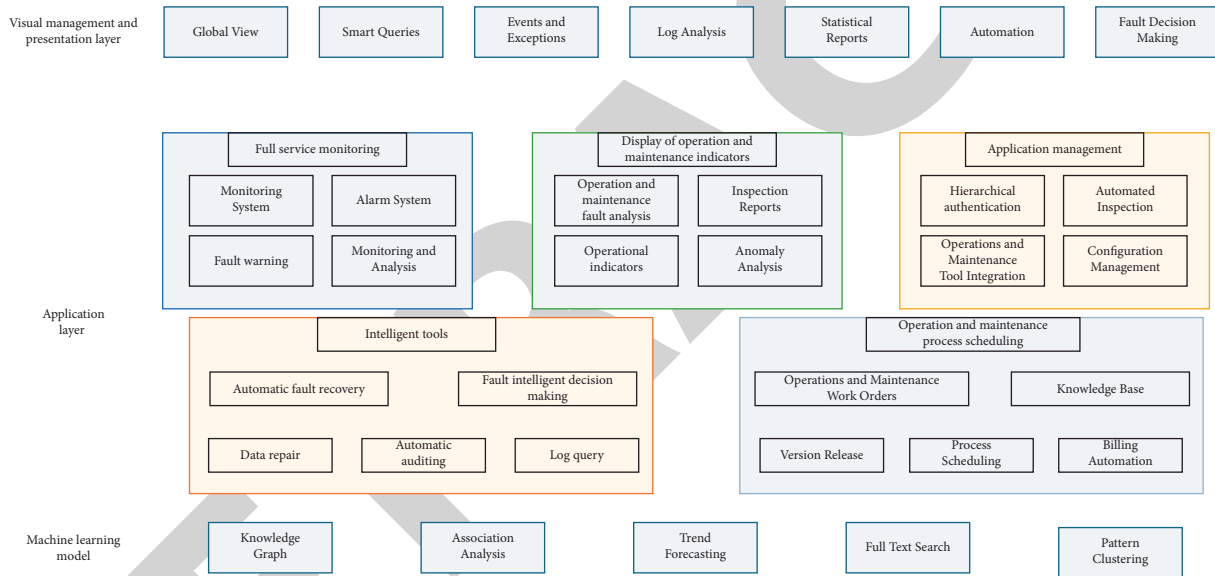 Visual management and
presentation layer
Global View
Smart Queries
Events and
Exceptions
Log Analysis
Statistical
Reports
Automation
Fault Decision
Making
Application
layer
Full service monitoring
Monitoring
System
Alarm System
Fault warning
Monitoring and
Analysis
Display of operation and
maintenance indicators
Operation and
maintenance
fault analysis
Inspection
Reports
Operational
indicators
Anomaly
Analysis
Application management
Hierarchical
authentication
Automated
Inspection
Operations and
Maintenance
Tool Integration
Configuration
Management
Intelligent tools
Automatic fault recovery
Fault intelligent decision
making
Data repair
Automatic
auditing
Log query
Operation and maintenance
process scheduling
Operations and Maintenance
Work Orders
Knowledge Base
Version Release
Process
Scheduling
Billing
Automation
Machine learning
model
Knowledge
Graph
Association
Analysis
Trend
Forecasting
Full Text Search
Pattern
Clustering